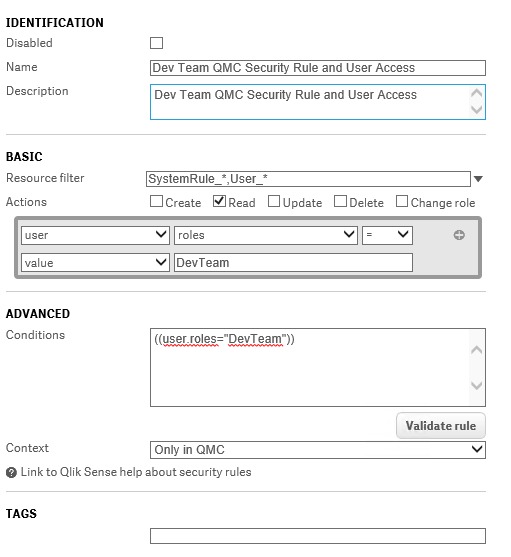 IDENTIFICATION
Disabled
Name Dev Team QMC Security Rule and User Access
Description Dev Team QMC Security Rule and User Access
BASIC
Resource filter SystemRule_*,User_*
Actions Create Read Update Delete Change role
user roles =
value DevTeam
ADVANCED
Conditions ((user.roles="DevTeam"))
Validate rule
Context Only in QMC
? Link to Qlik Sense help about security rules
TAGS